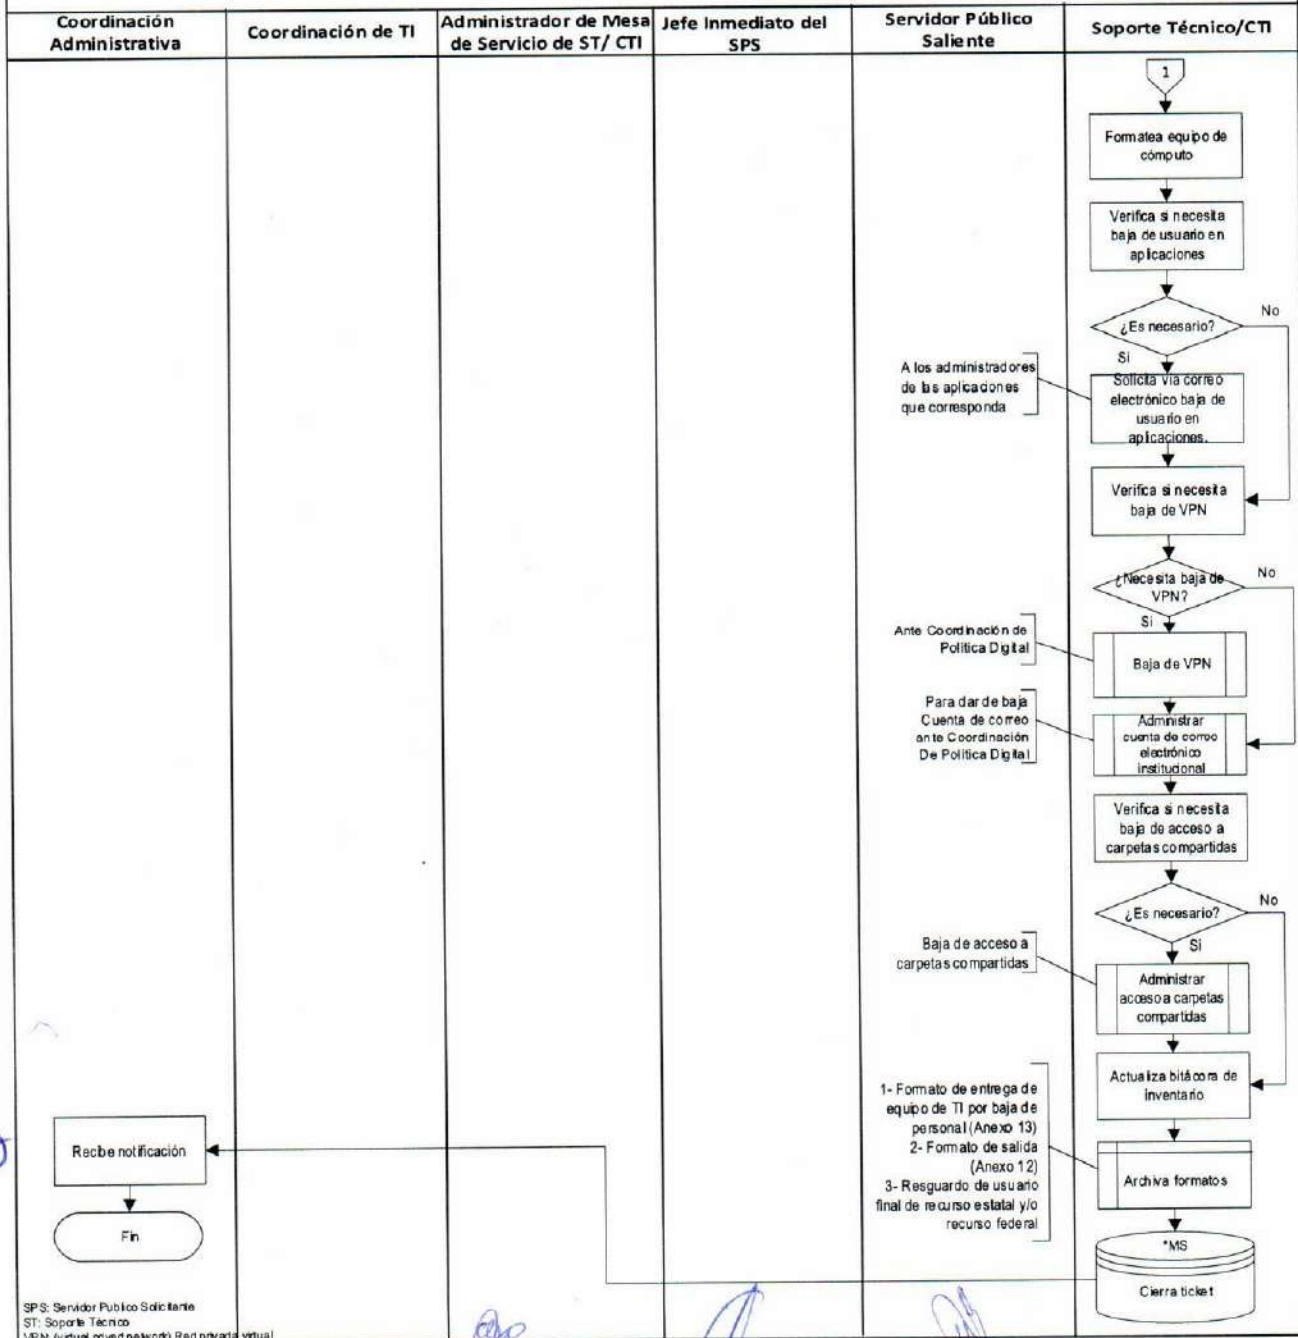 Coordinación
Administrativa
Coordinación de TI
Administrador de Mesa
de Servicio de ST/ CTI
Jefe Inmediato del
SPS
Servidor Público
Saliente
Soporte Técnico/CTI
1
Formatea equipo de
cómputo
Verifica si necesita
baja de usuario en
aplicaciones
¿Es necesario?
No
Si
A los administradores
de las aplicaciones
que corresponda
Solicita vía correo
electrónico baja de
usuario en
aplicaciones.
Verifica si necesita
baja de VPN
¿Necesita baja de
VPN?
No
Si
Ante Coordinación de
Politica Digital
Baja de VPN
Para dar de baja
Cuenta de correo
ante Coordinación
De Politica Digital
Administrar
cuenta de correo
electrónico
institucional
Verifica si necesita
baja de acceso a
carpetas compartidas
¿Es necesario?
No
Si
Baja de acceso a
carpetas compartidas
Administrar
acceso a carpetas
compartidas
Actualiza bitácora de
inventario
1- Formato de entrega de
equipo de TI por baja de
personal (Anexo 13)
2- Formato de salida
(Anexo 12)
3- Resguardo de usuario
final de recurso estatal y/o
recurso federal
Archiva formatos
Recibe notificación
Fin
*MS
Cierra ticket
SPS: Servidor Publico Solicitante
ST: Soporte Técnico
VPN (virtual network) Red privada virtual